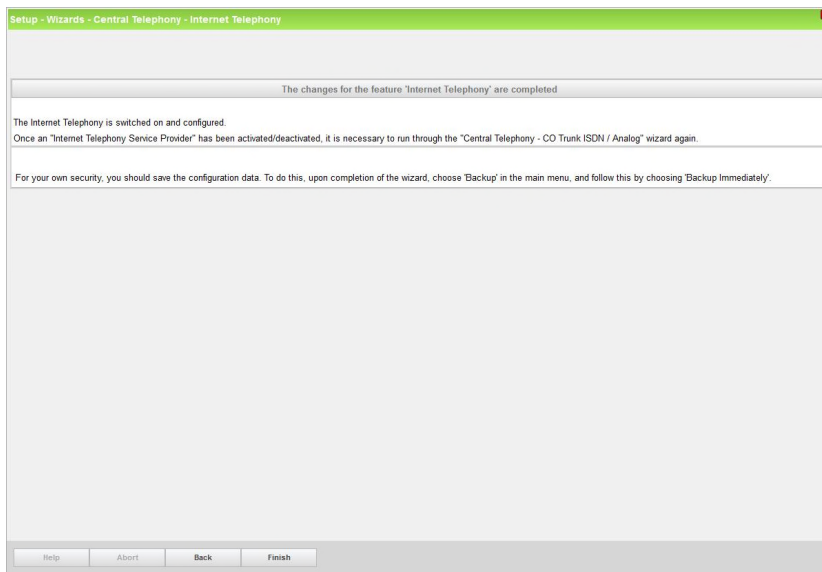 Setup - Wizards - Central Telephony - Internet Telephony
The changes for the feature 'Internet Telephony' are completed
The Internet Telephony is switched on and configured.
Once an "Internet Telephony Service Provider" has been activated/deactivated, it is necessary to run through the "Central Telephony - CO Trunk ISDN / Analog" wizard again.
For your own security, you should save the configuration data. To do this, upon completion of the wizard, choose 'Backup' in the main menu, and follow this by choosing 'Backup Immediately'.
Help Abort Back Finish